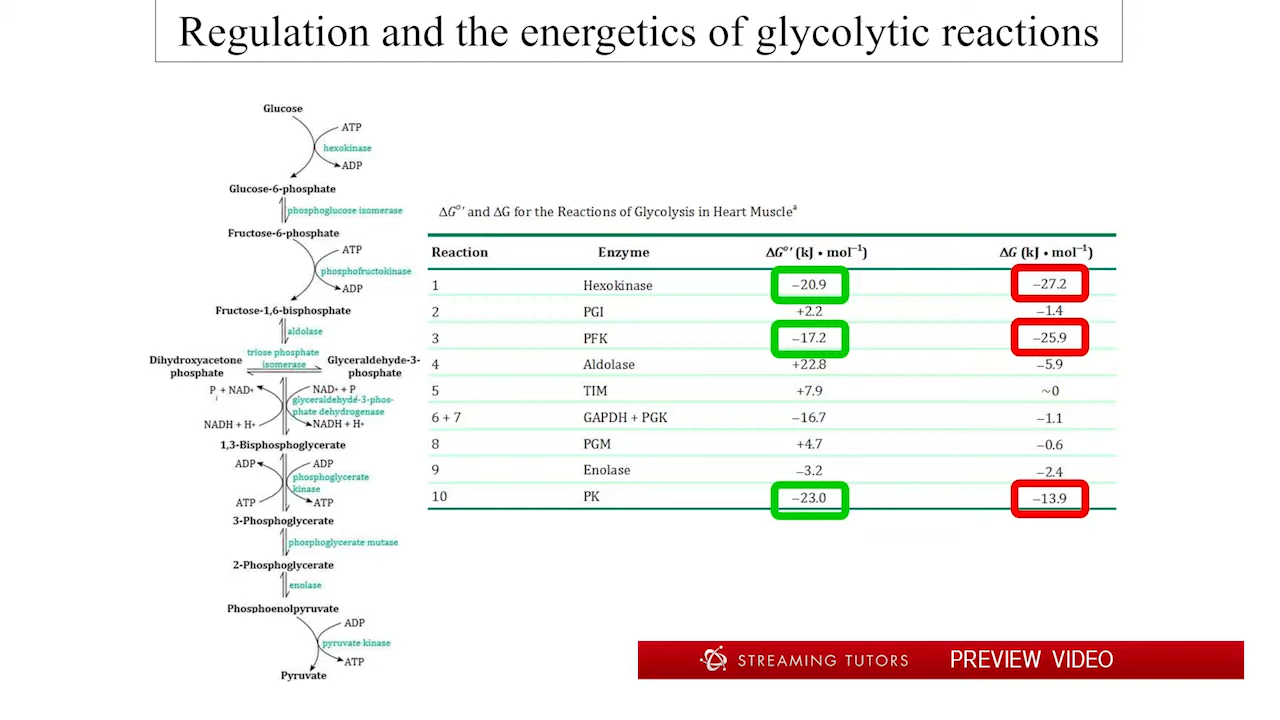 Regulation and the energetics of glycolytic reactions
Glucose
ATP
hexokinase
ADP
Glucose-6-phosphate
phosphoglucose isomerase
Fructose-6-phosphate
ATP
phosphofructokinase
ADP
Fructose-1,6-bisphosphate
aldolase
triose phosphate
isomerase
Dihydroxyacetone
phosphate
Glyceraldehyde-3-
phosphate
Pi + NAD+
NAD+ + Pi
glyceraldehyde-3-phos-
phate dehydrogenase
NADH + H+
NADH + H+
1,3-Bisphosphoglycerate
ADP
ADP
phosphoglycerate
kinase
ATP
ATP
3-Phosphoglycerate
phosphoglycerate mutase
2-Phosphoglycerate
enolase
Phosphoenolpyruvate
ADP
pyruvate kinase
ATP
Pyruvate
ΔG°′ and ΔG for the Reactions of Glycolysis in Heart Muscleᵃ
Reaction Enzyme ΔG°′ (kJ • mol⁻¹) ΔG (kJ • mol⁻¹)
1 Hexokinase −20.9 −27.2
2 PGI +2.2 −1.4
3 PFK −17.2 −25.9
4 Aldolase +22.8 −5.9
5 TIM +7.9 ~0
6 + 7 GAPDH + PGK −16.7 −1.1
8 PGM +4.7 −0.6
9 Enolase −3.2 −2.4
10 PK −23.0 −13.9
STREAMING TUTORS PREVIEW VIDEO